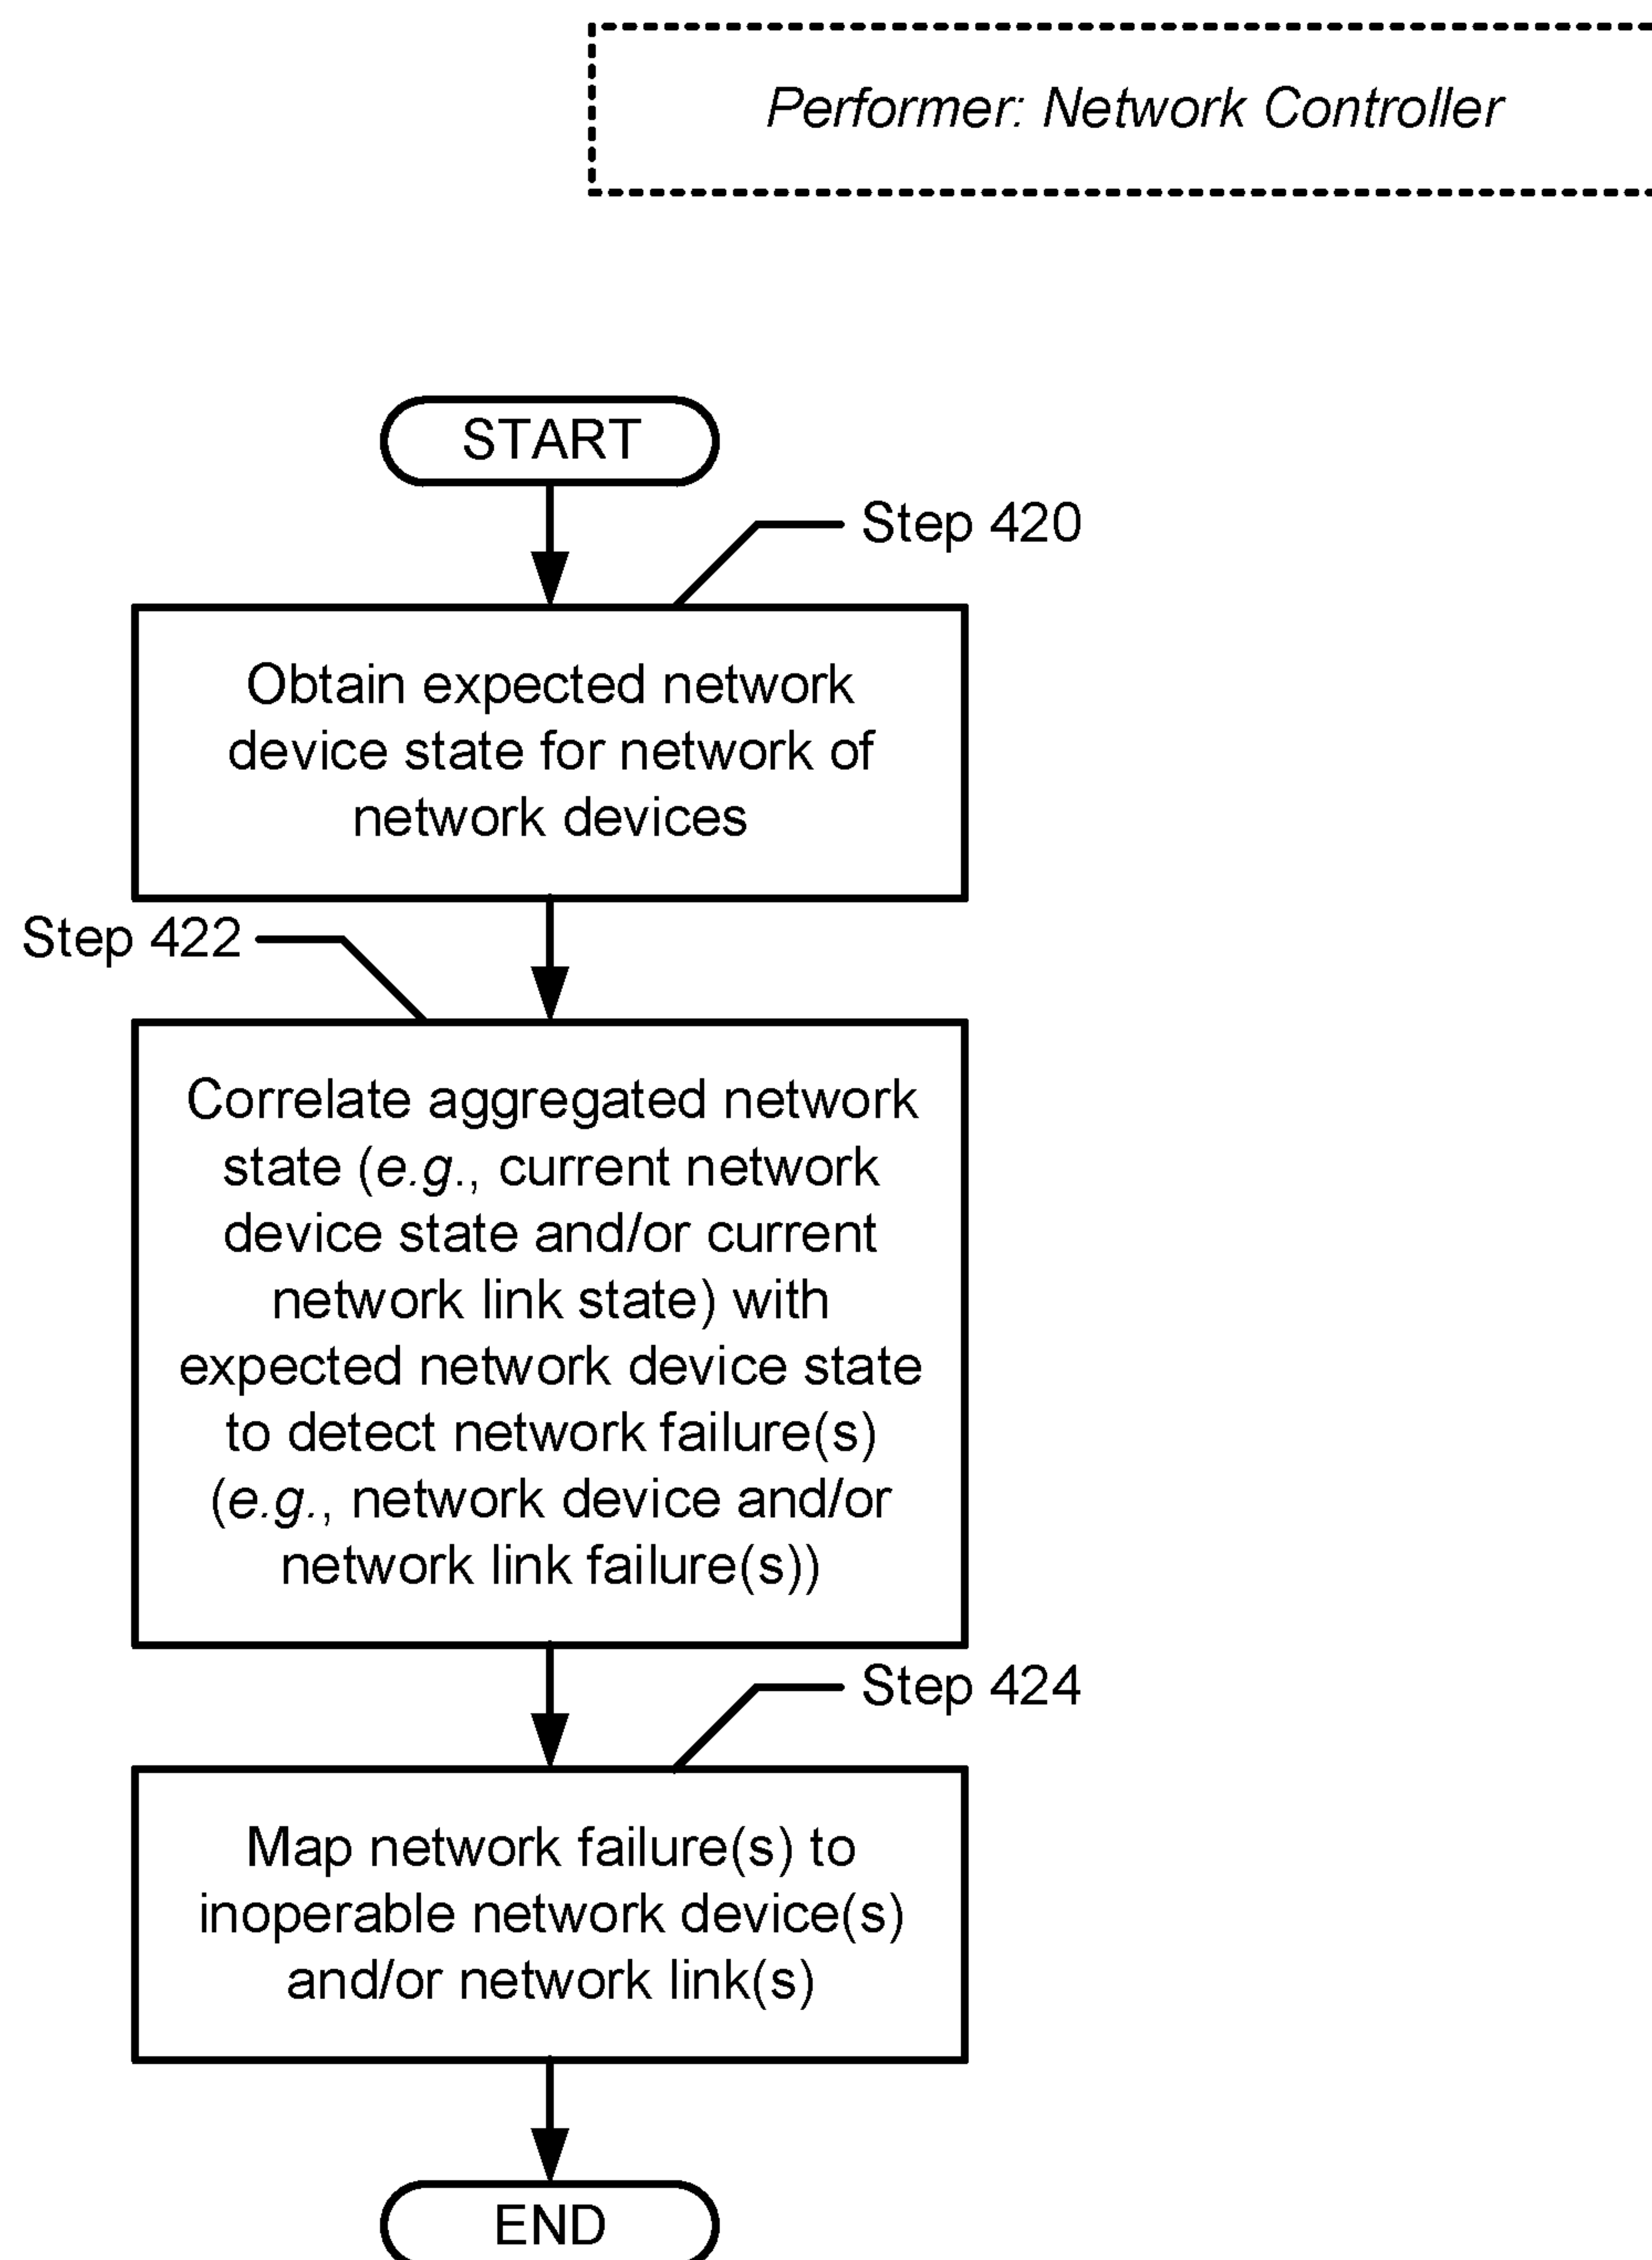 Performer: Network Controller
START
Step 420
Obtain expected network
device state for network of
network devices
Step 422
Correlate aggregated network
state (e.g., current network
device state and/or current
network link state) with
expected network device state
to detect network failure(s)
(e.g., network device and/or
network link failure(s))
Step 424
Map network failure(s) to
inoperable network device(s)
and/or network link(s)
END